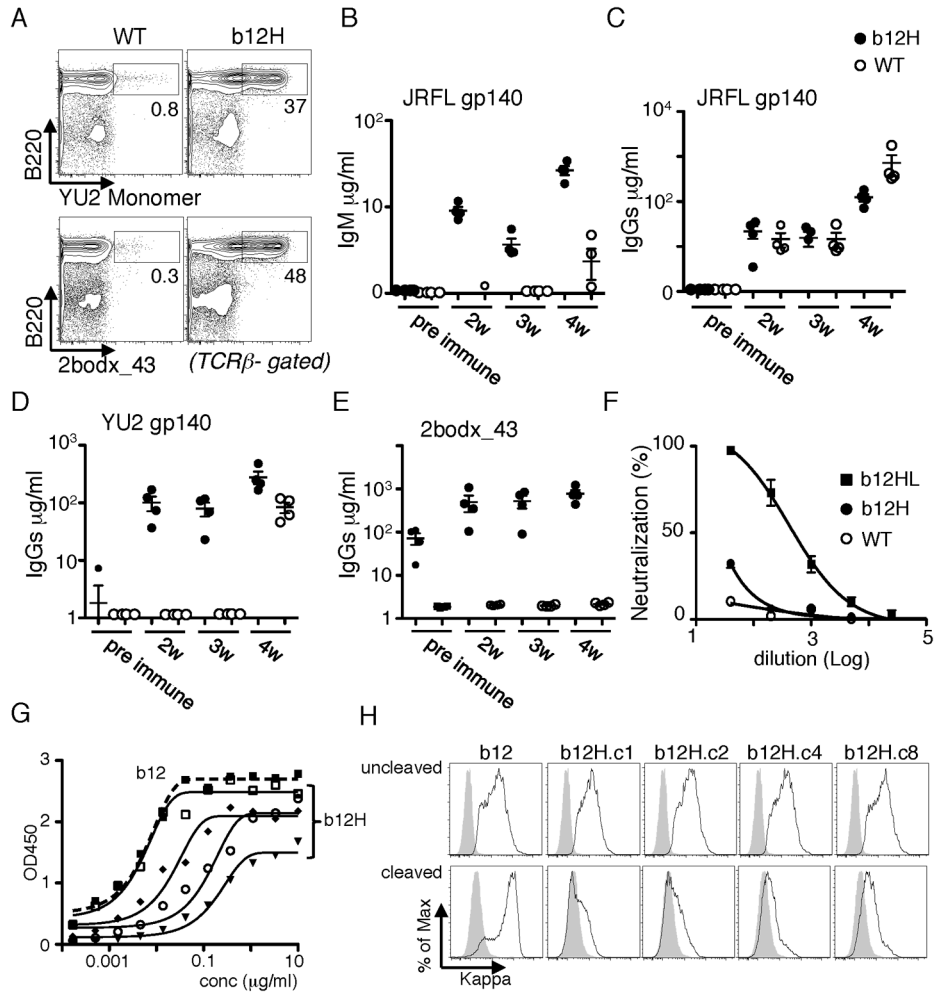 A
WT b12H
B220
0.8 37
YU2 Monomer
B220
0.3 48
2bodx_43 (TCRβ- gated)
B
JRFL gp140
IgM μg/ml
10²
10
0
pre immune 2w 3w 4w
C
b12H
WT
JRFL gp140
IgGs μg/ml
10⁴
10²
0
pre immune 2w 3w 4w
D
YU2 gp140
IgGs μg/ml
10³
10²
10
1
pre immune 2w 3w 4w
E
2bodx_43
IgGs μg/ml
10³
10²
10
1
pre immune 2w 3w 4w
F
Neutralization (%)
100
50
0
1 3 5
dilution (Log)
b12HL
b12H
WT
G
OD450
3
2
1
0
b12
b12H
0.001 0.1 10
conc (μg/ml)
H
b12 b12H.c1 b12H.c2 b12H.c4 b12H.c8
uncleaved
cleaved
% of Max
Kappa